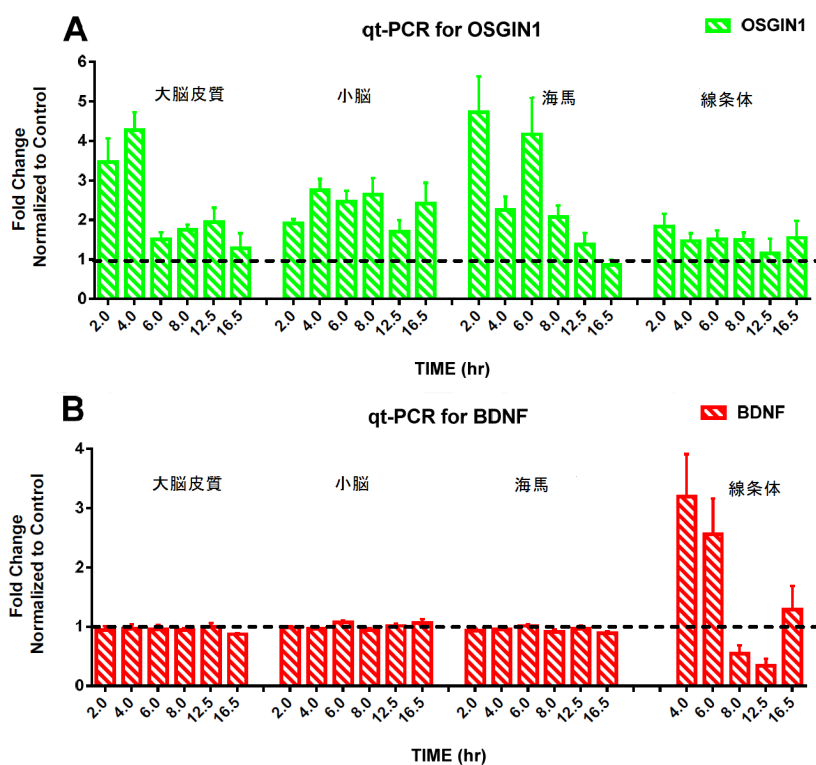 A
qt-PCR for OSGIN1
OSGIN1
大脳皮質
小脳
海馬
線条体
Fold Change
Normalized to Control
6
5
4
3
2
1
0
2.0 4.0 6.0 8.0 12.5 16.5 2.0 4.0 6.0 8.0 12.5 16.5 2.0 4.0 6.0 8.0 12.5 16.5 2.0 4.0 6.0 8.0 12.5 16.5
TIME (hr)
B
qt-PCR for BDNF
BDNF
大脳皮質
小脳
海馬
線条体
Fold Change
Normalized to Control
4
3
2
1
0
2.0 4.0 6.0 8.0 12.5 16.5 2.0 4.0 6.0 8.0 12.5 16.5 2.0 4.0 6.0 8.0 12.5 16.5 4.0 6.0 8.0 12.5 16.5
TIME (hr)